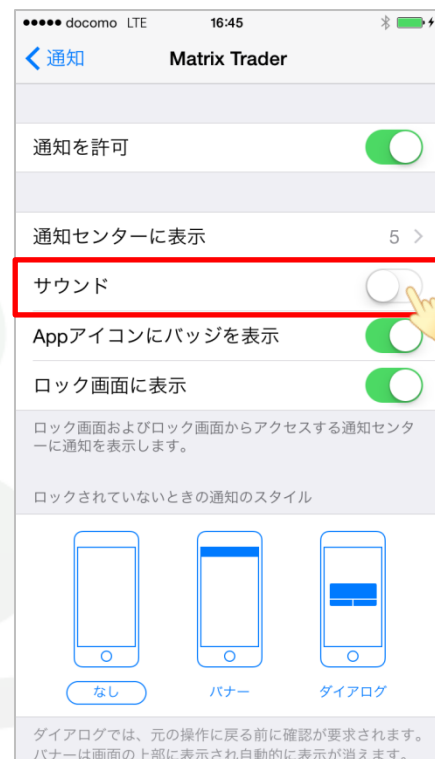 docomo LTE 16:45
通知 Matrix Trader
通知を許可
通知センターに表示 5
サウンド
Appアイコンにバッジを表示
ロック画面に表示
ロック画面およびロック画面からアクセスする通知センタ
ーに通知を表示します。
ロックされていないときの通知のスタイル
なし バナー ダイアログ
ダイアログでは、元の操作に戻る前に確認が要求されます。
バナーは画面の上部に表示され自動的に表示が消えます。